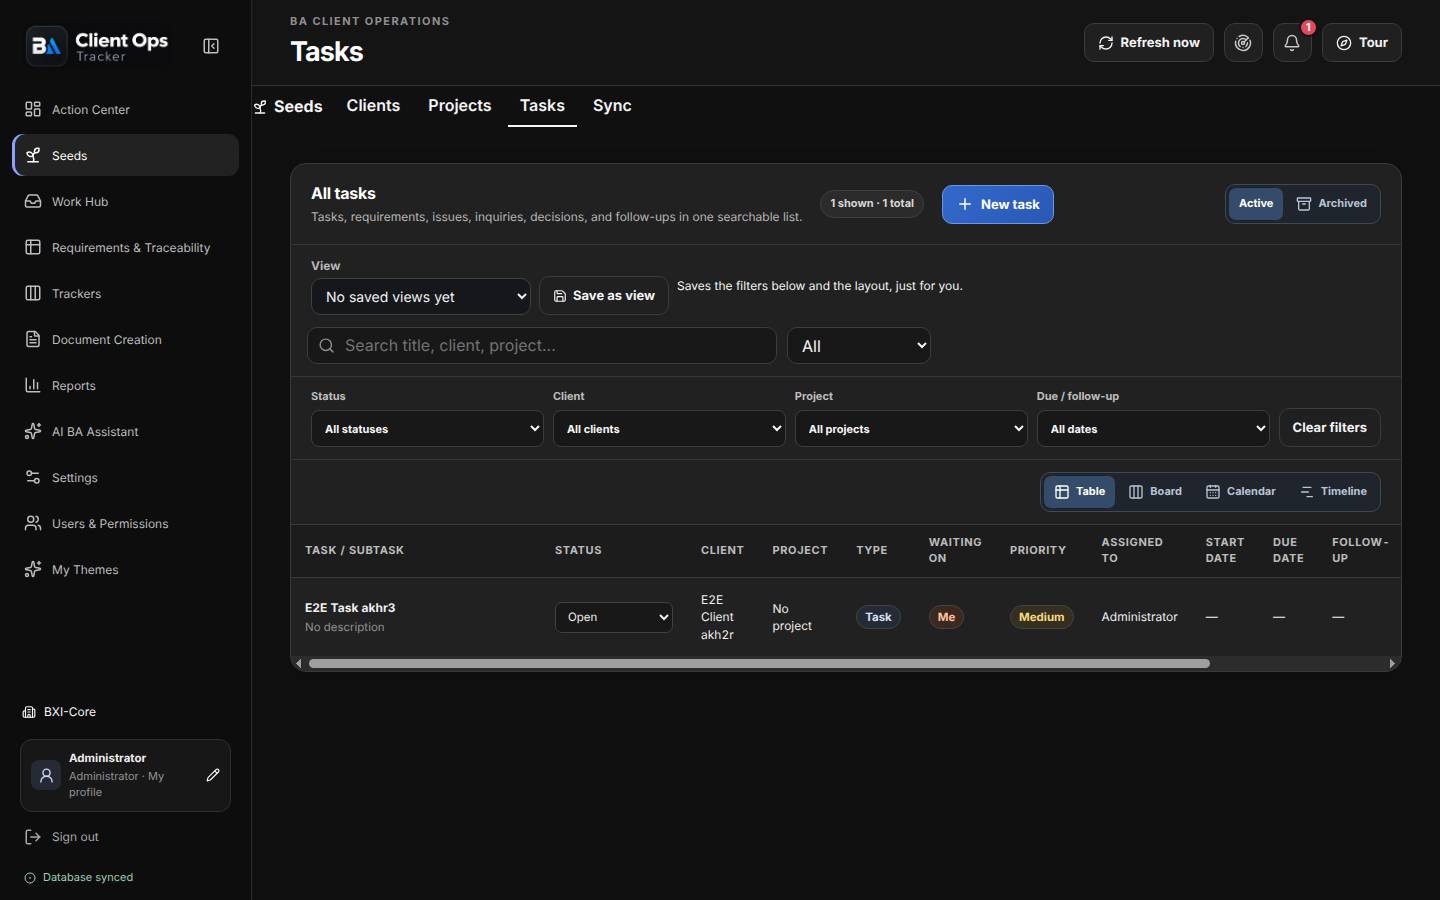 BA Client Ops
Tracker
Action Center
Seeds
Work Hub
Requirements & Traceability
Trackers
Document Creation
Reports
AI BA Assistant
Settings
Users & Permissions
My Themes
BXI-Core
Administrator
Administrator · My
profile
Sign out
Database synced
BA CLIENT OPERATIONS
Tasks
Refresh now
1
Tour
Seeds Clients Projects Tasks Sync
All tasks
Tasks, requirements, issues, inquiries, decisions, and follow-ups in one searchable list.
1 shown · 1 total
New task
Active Archived
View
No saved views yet
Save as view
Saves the filters below and the layout, just for you.
Search title, client, project...
All
Status Client Project Due / follow-up
All statuses All clients All projects All dates Clear filters
Table Board Calendar Timeline
TASK / SUBTASK STATUS CLIENT PROJECT TYPE WAITING ON PRIORITY ASSIGNED TO START DATE DUE DATE FOLLOW-UP
E2E Task akhr3
No description
Open
E2E
Client
akh2r
No
project
Task
Me
Medium
Administrator
—
—
—